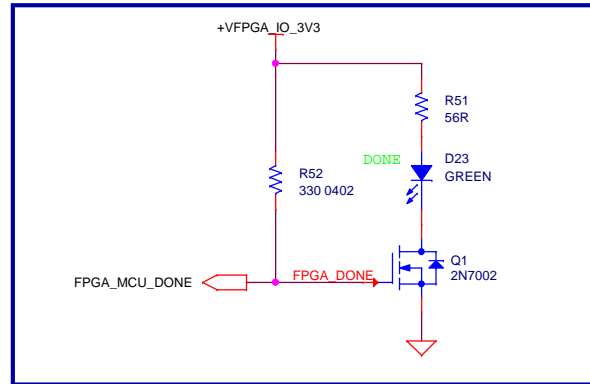 +VFPGA_IO_3V3
R51
56R
DONE
D23
GREEN
R52
330 0402
Q1
2N7002
FPGA_MCU_DONE
FPGA_DONE